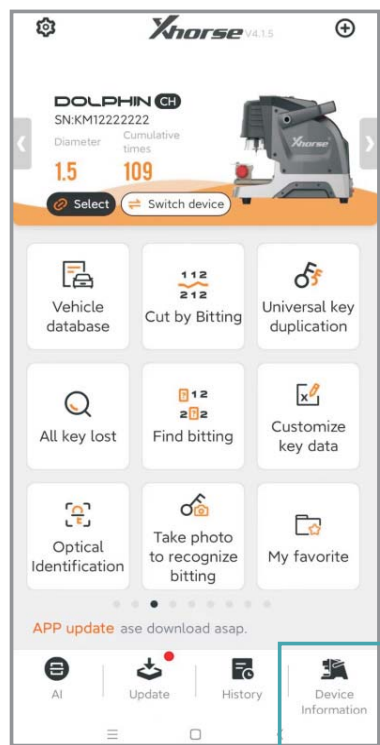 Xhorse V4.1.5
DOLPHIN CH
SN:KM12222222
Diameter
Cumulative
times
1.5
109
Select
Switch device
Xhorse
Vehicle
database
112
212
Cut by Bitting
Universal key
duplication
All key lost
?12
2?2
Find bitting
Customize
key data
Optical
Identification
Take photo
to recognize
bitting
My favorite
APP update ase download asap.
AI
Update
History
Device
Information